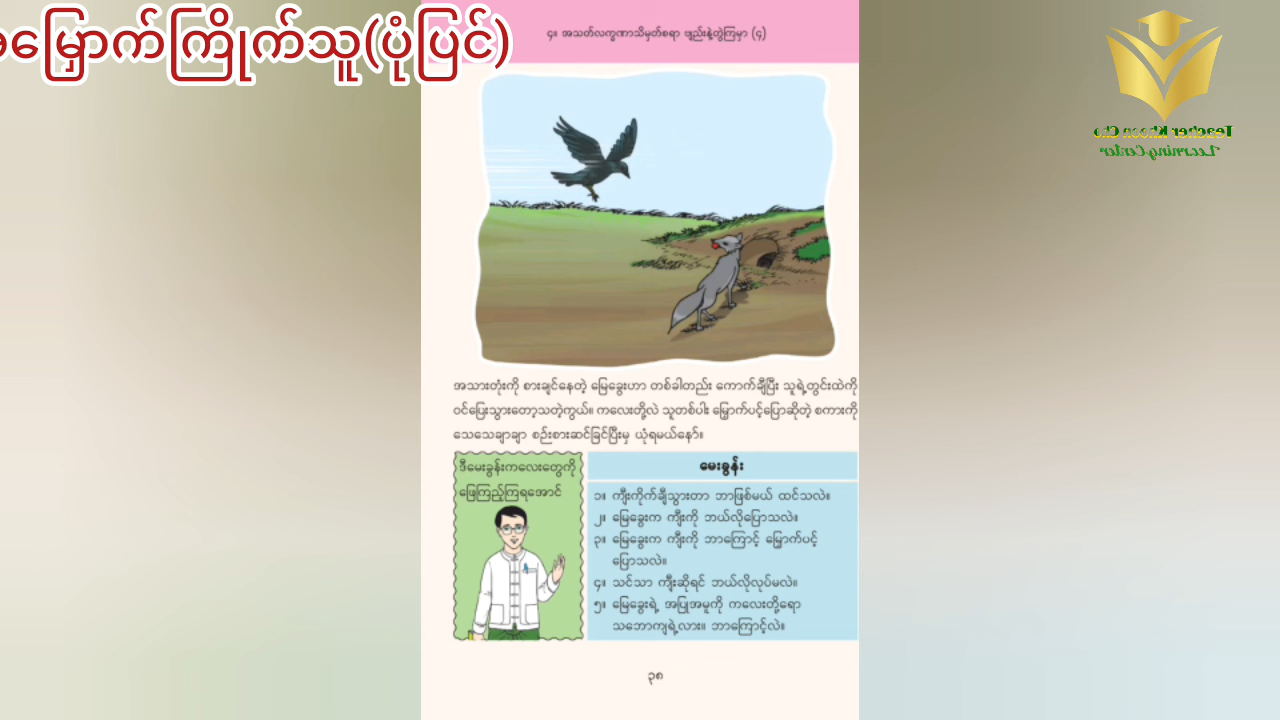 အမြှောက်ကြိုက်သူ(ပုံပြင်)
၄။ အသတ်လက္ခဏာသိမှတ်စရာ ဗျည်းနဲ့တွဲကြမှာ (၄)
Teacher Khoon Cho
Learning Center
အသားတုံးကို စားချင်နေတဲ့ မြေခွေးဟာ တစ်ခါတည်း ကောက်ချီပြီး သူ့ရဲ့တွင်းထဲကို
ဝင်ပြေးသွားတော့သတဲ့ကွယ်။ ကလေးတို့လဲ သူတစ်ပါး မြှောက်ပင့်ပြောဆိုတဲ့ စကားကို
သေသေချာချာ စဉ်းစားဆင်ခြင်ပြီးမှ ယုံရမယ်နော်။
ဒီမေးခွန်းကလေးတွေကို
ဖြေကြည့်ကြရအောင်
မေးခွန်း
၁။ ကျီးကိုက်ချီသွားတာ ဘာဖြစ်မယ် ထင်သလဲ။
၂။ မြေခွေးက ကျီးကို ဘယ်လိုပြောသလဲ။
၃။ မြေခွေးက ကျီးကို ဘာကြောင့် မြှောက်ပင့်
ပြောသလဲ။
၄။ သင်သာ ကျီးဆိုရင် ဘယ်လိုလုပ်မလဲ။
၅။ မြေခွေးရဲ့ အပြုအမူကို ကလေးတို့ရော
သဘောကျရဲ့လား။ ဘာကြောင့်လဲ။
၃၈